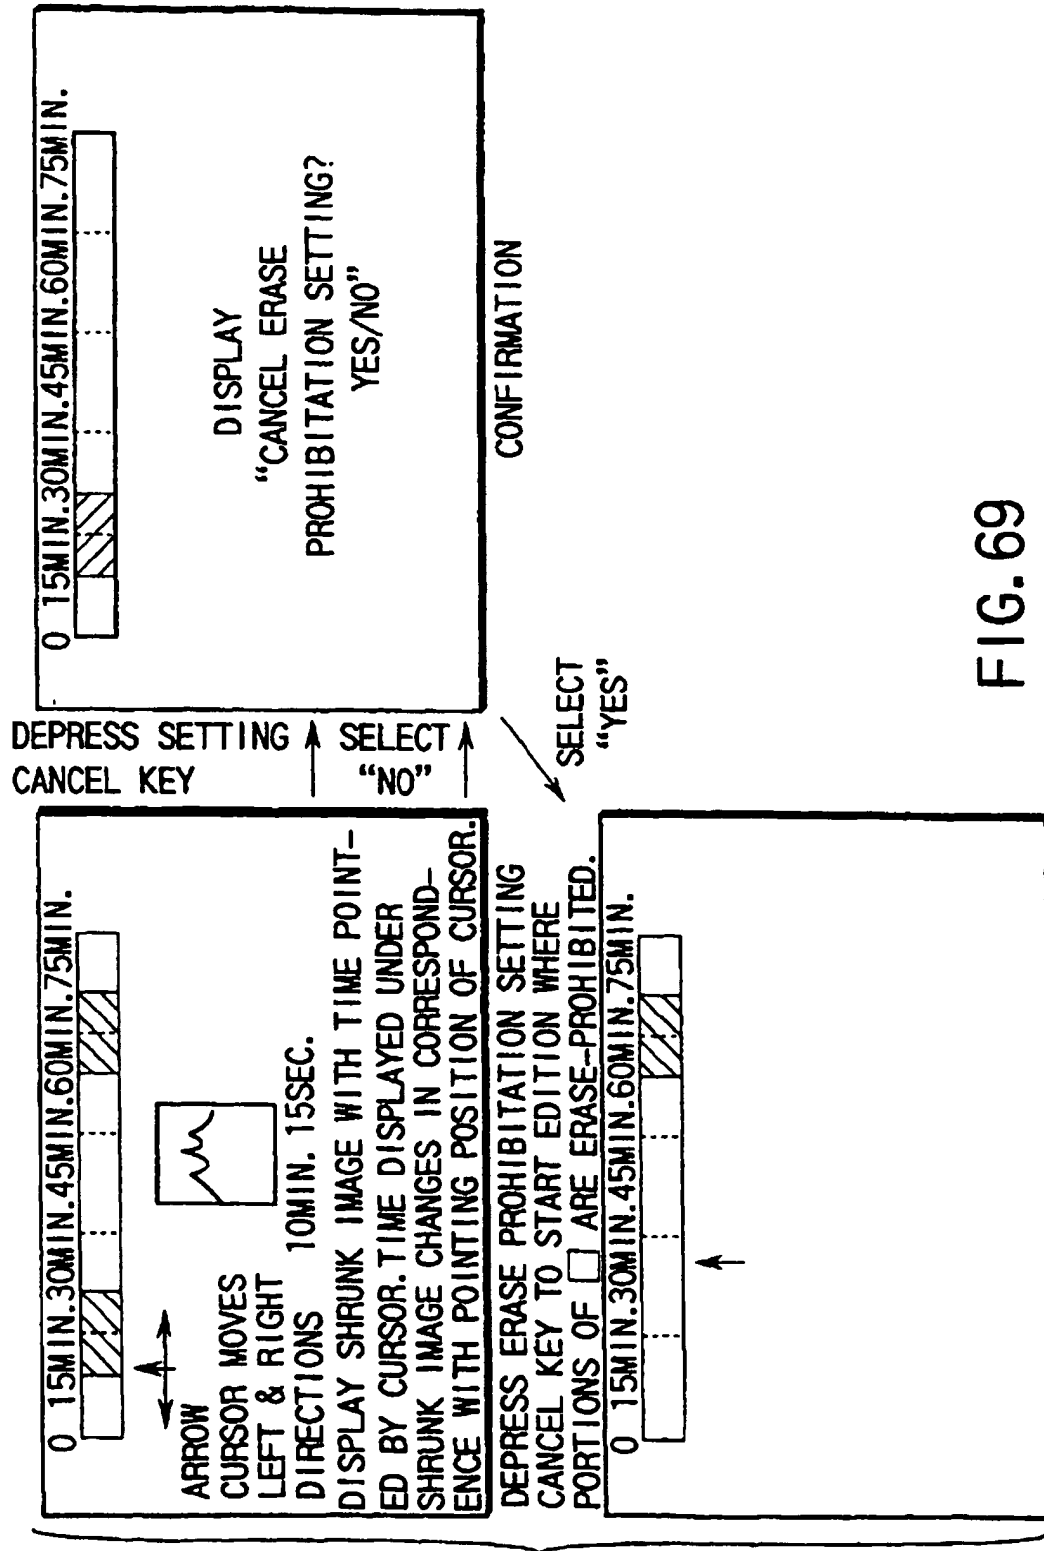 0 15MIN.30MIN.45MIN.60MIN.75MIN.
ARROW
CURSOR MOVES
LEFT & RIGHT
DIRECTIONS
10MIN. 15SEC.
DISPLAY SHRUNK IMAGE WITH TIME POINT-
ED BY CURSOR.TIME DISPLAYED UNDER
SHRUNK IMAGE CHANGES IN CORRESPOND-
ENCE WITH POINTING POSITION OF CURSOR.
DEPRESS SETTING
CANCEL KEY
SELECT
“NO”
0 15MIN.30MIN.45MIN.60MIN.75MIN.
DISPLAY
“CANCEL ERASE
PROHIBITATION SETTING?
YES/NO”
CONFIRMATION
SELECT
“YES”
DEPRESS ERASE PROHIBITATION SETTING
CANCEL KEY TO START EDITION WHERE
PORTIONS OF □ ARE ERASE-PROHIBITED.
0 15MIN.30MIN.45MIN.60MIN.75MIN.
FIG.69